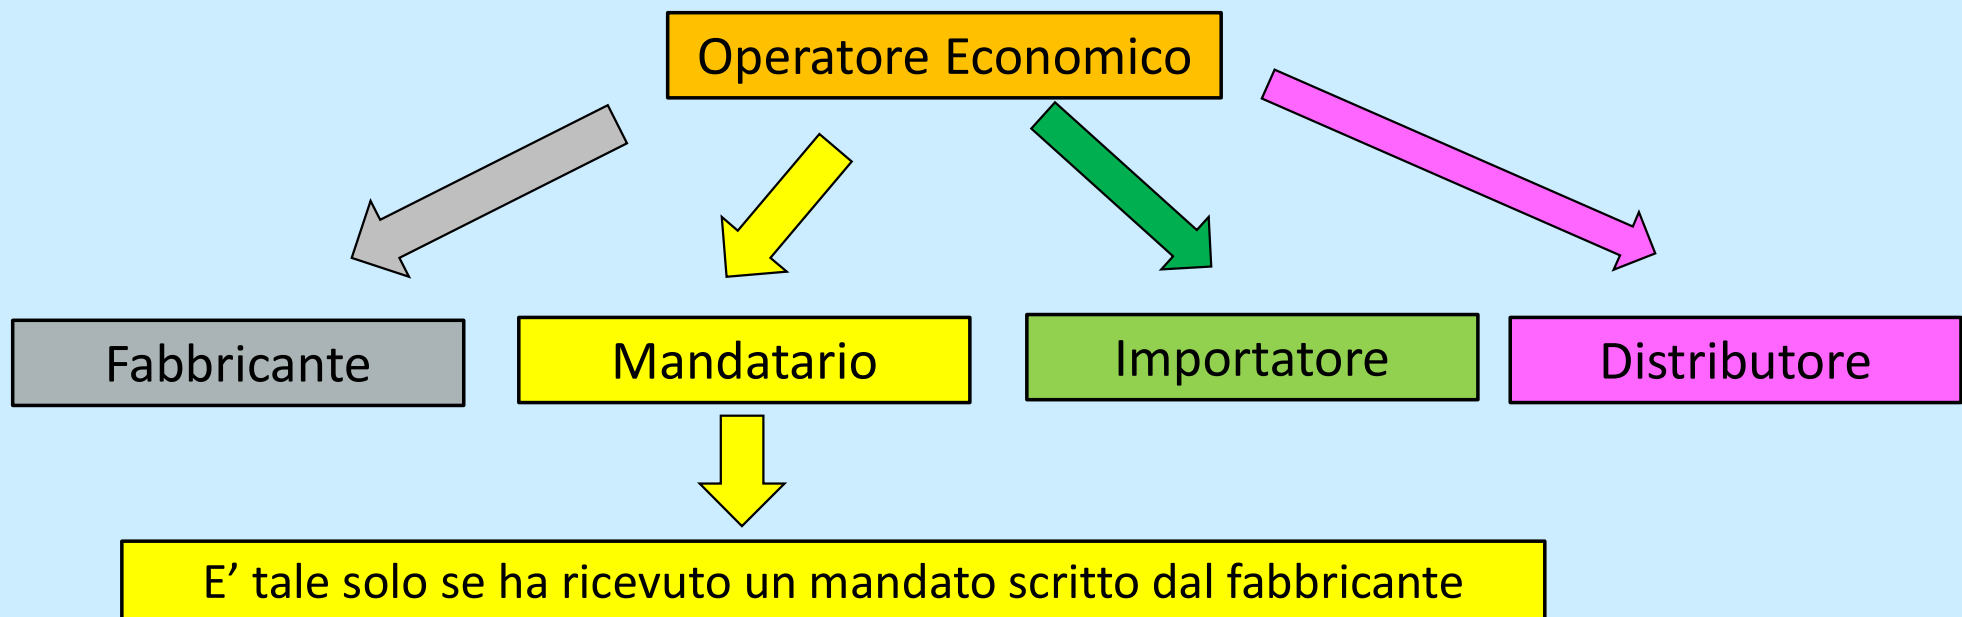 Operatore Economico
Fabbricante
Mandatario
Importatore
Distributore
E’ tale solo se ha ricevuto un mandato scritto dal fabbricante